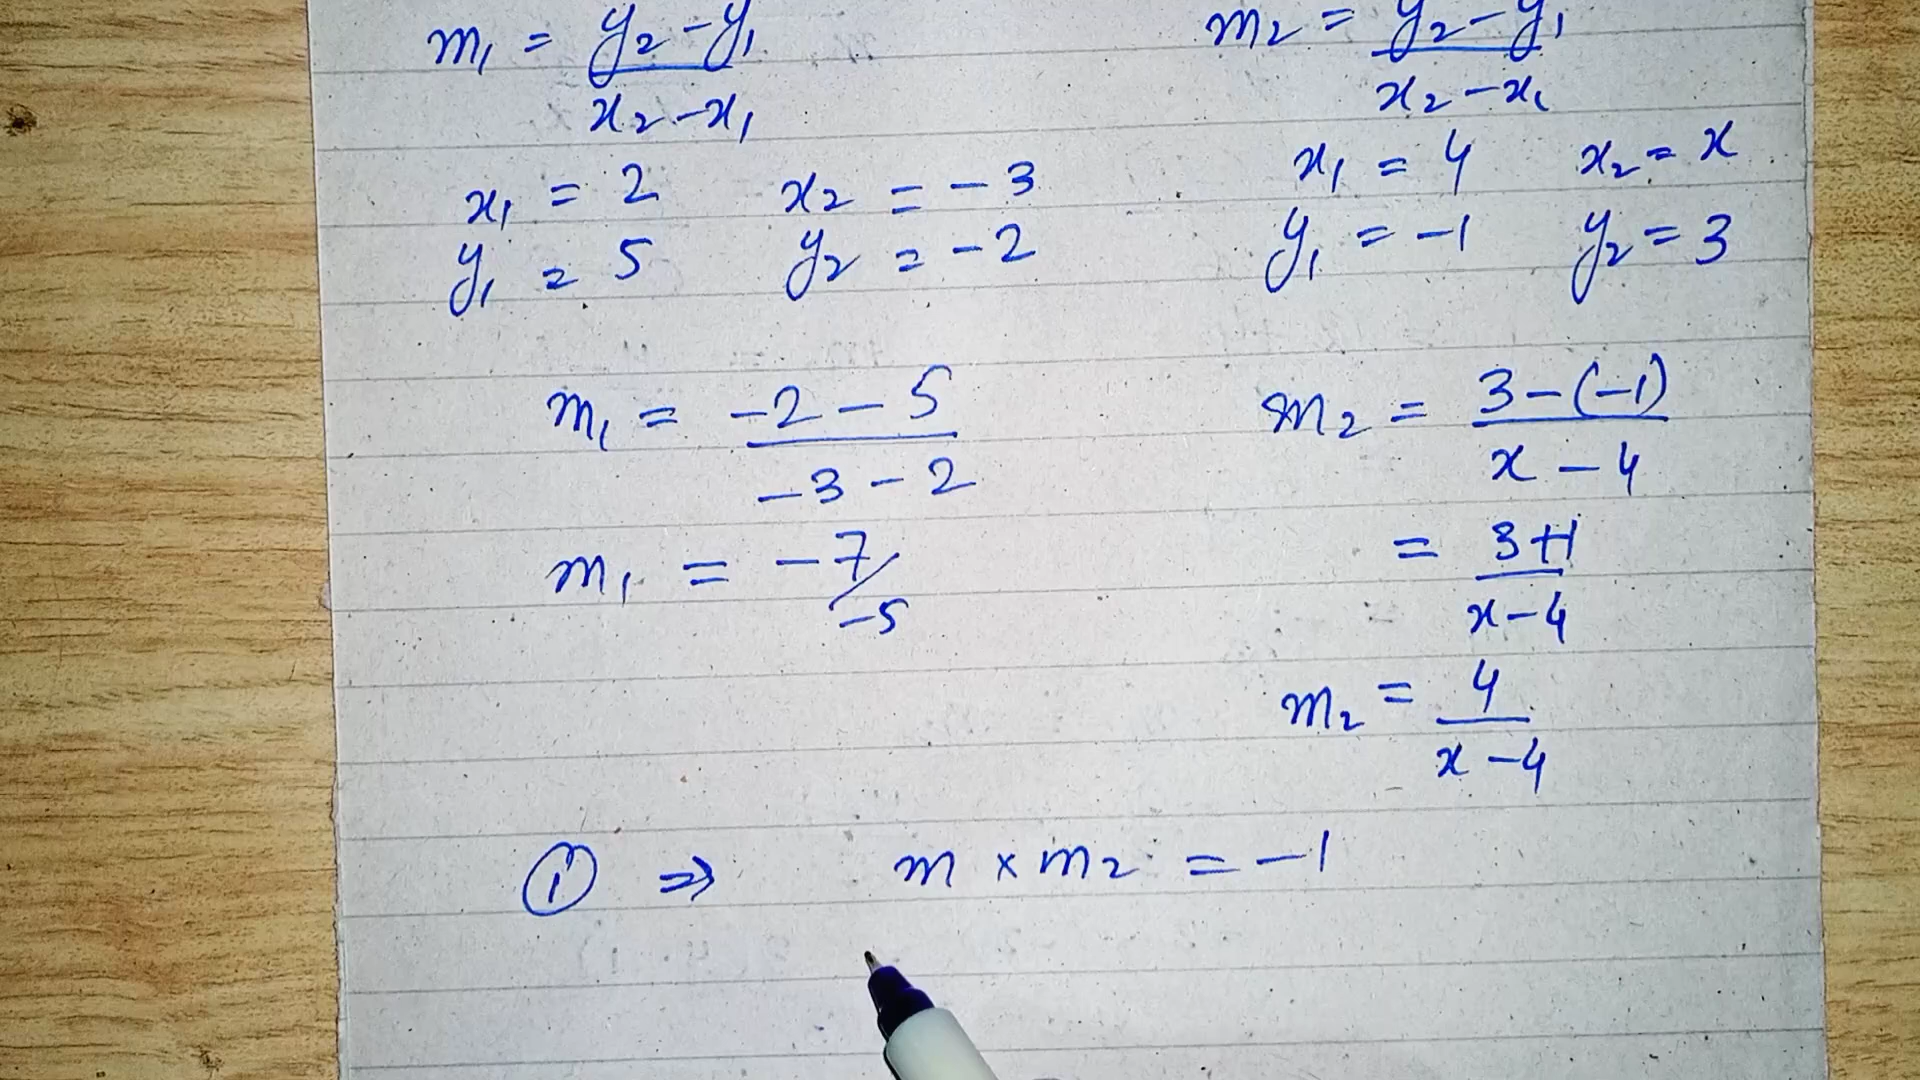 m₁ = y₂ - y₁ / x₂ - x₁
x₁ = 2 x₂ = -3
y₁ = 5 y₂ = -2
m₁ = -2 - 5 / -3 - 2
m₁ = -7/-5
m₂ = y₂ - y₁ / x₂ - x₁
x₁ = 4 x₂ = x
y₁ = -1 y₂ = 3
m₂ = 3 - (-1) / x - 4
= 3+1 / x - 4
m₂ = 4 / x - 4
① ⇒ m × m₂ = -1